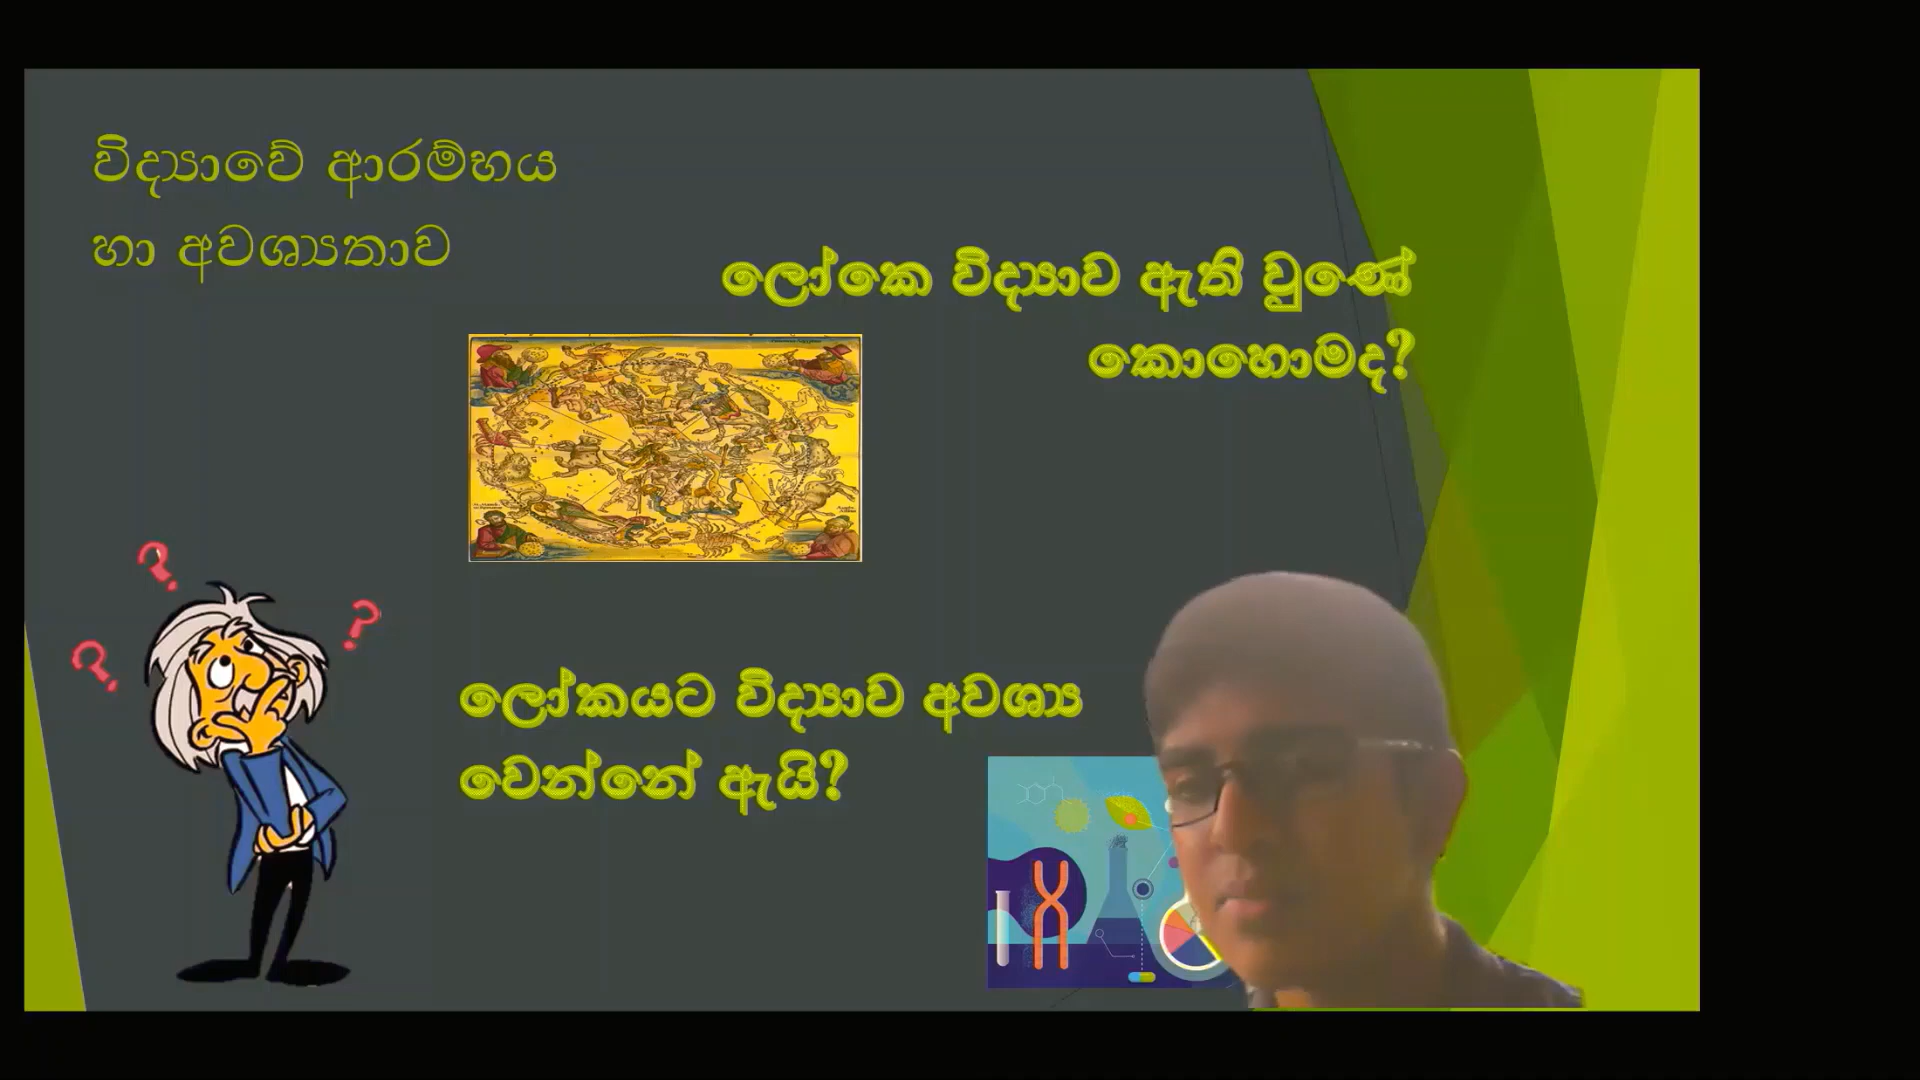 විද්‍යාවේ ආරම්භය
හා අවශ්‍යතාව
ලෝකෙ විද්‍යාව ඇති වුණේ
කොහොමද?
ලෝකයට විද්‍යාව අවශ්‍ය
වෙන්නේ ඇයි?